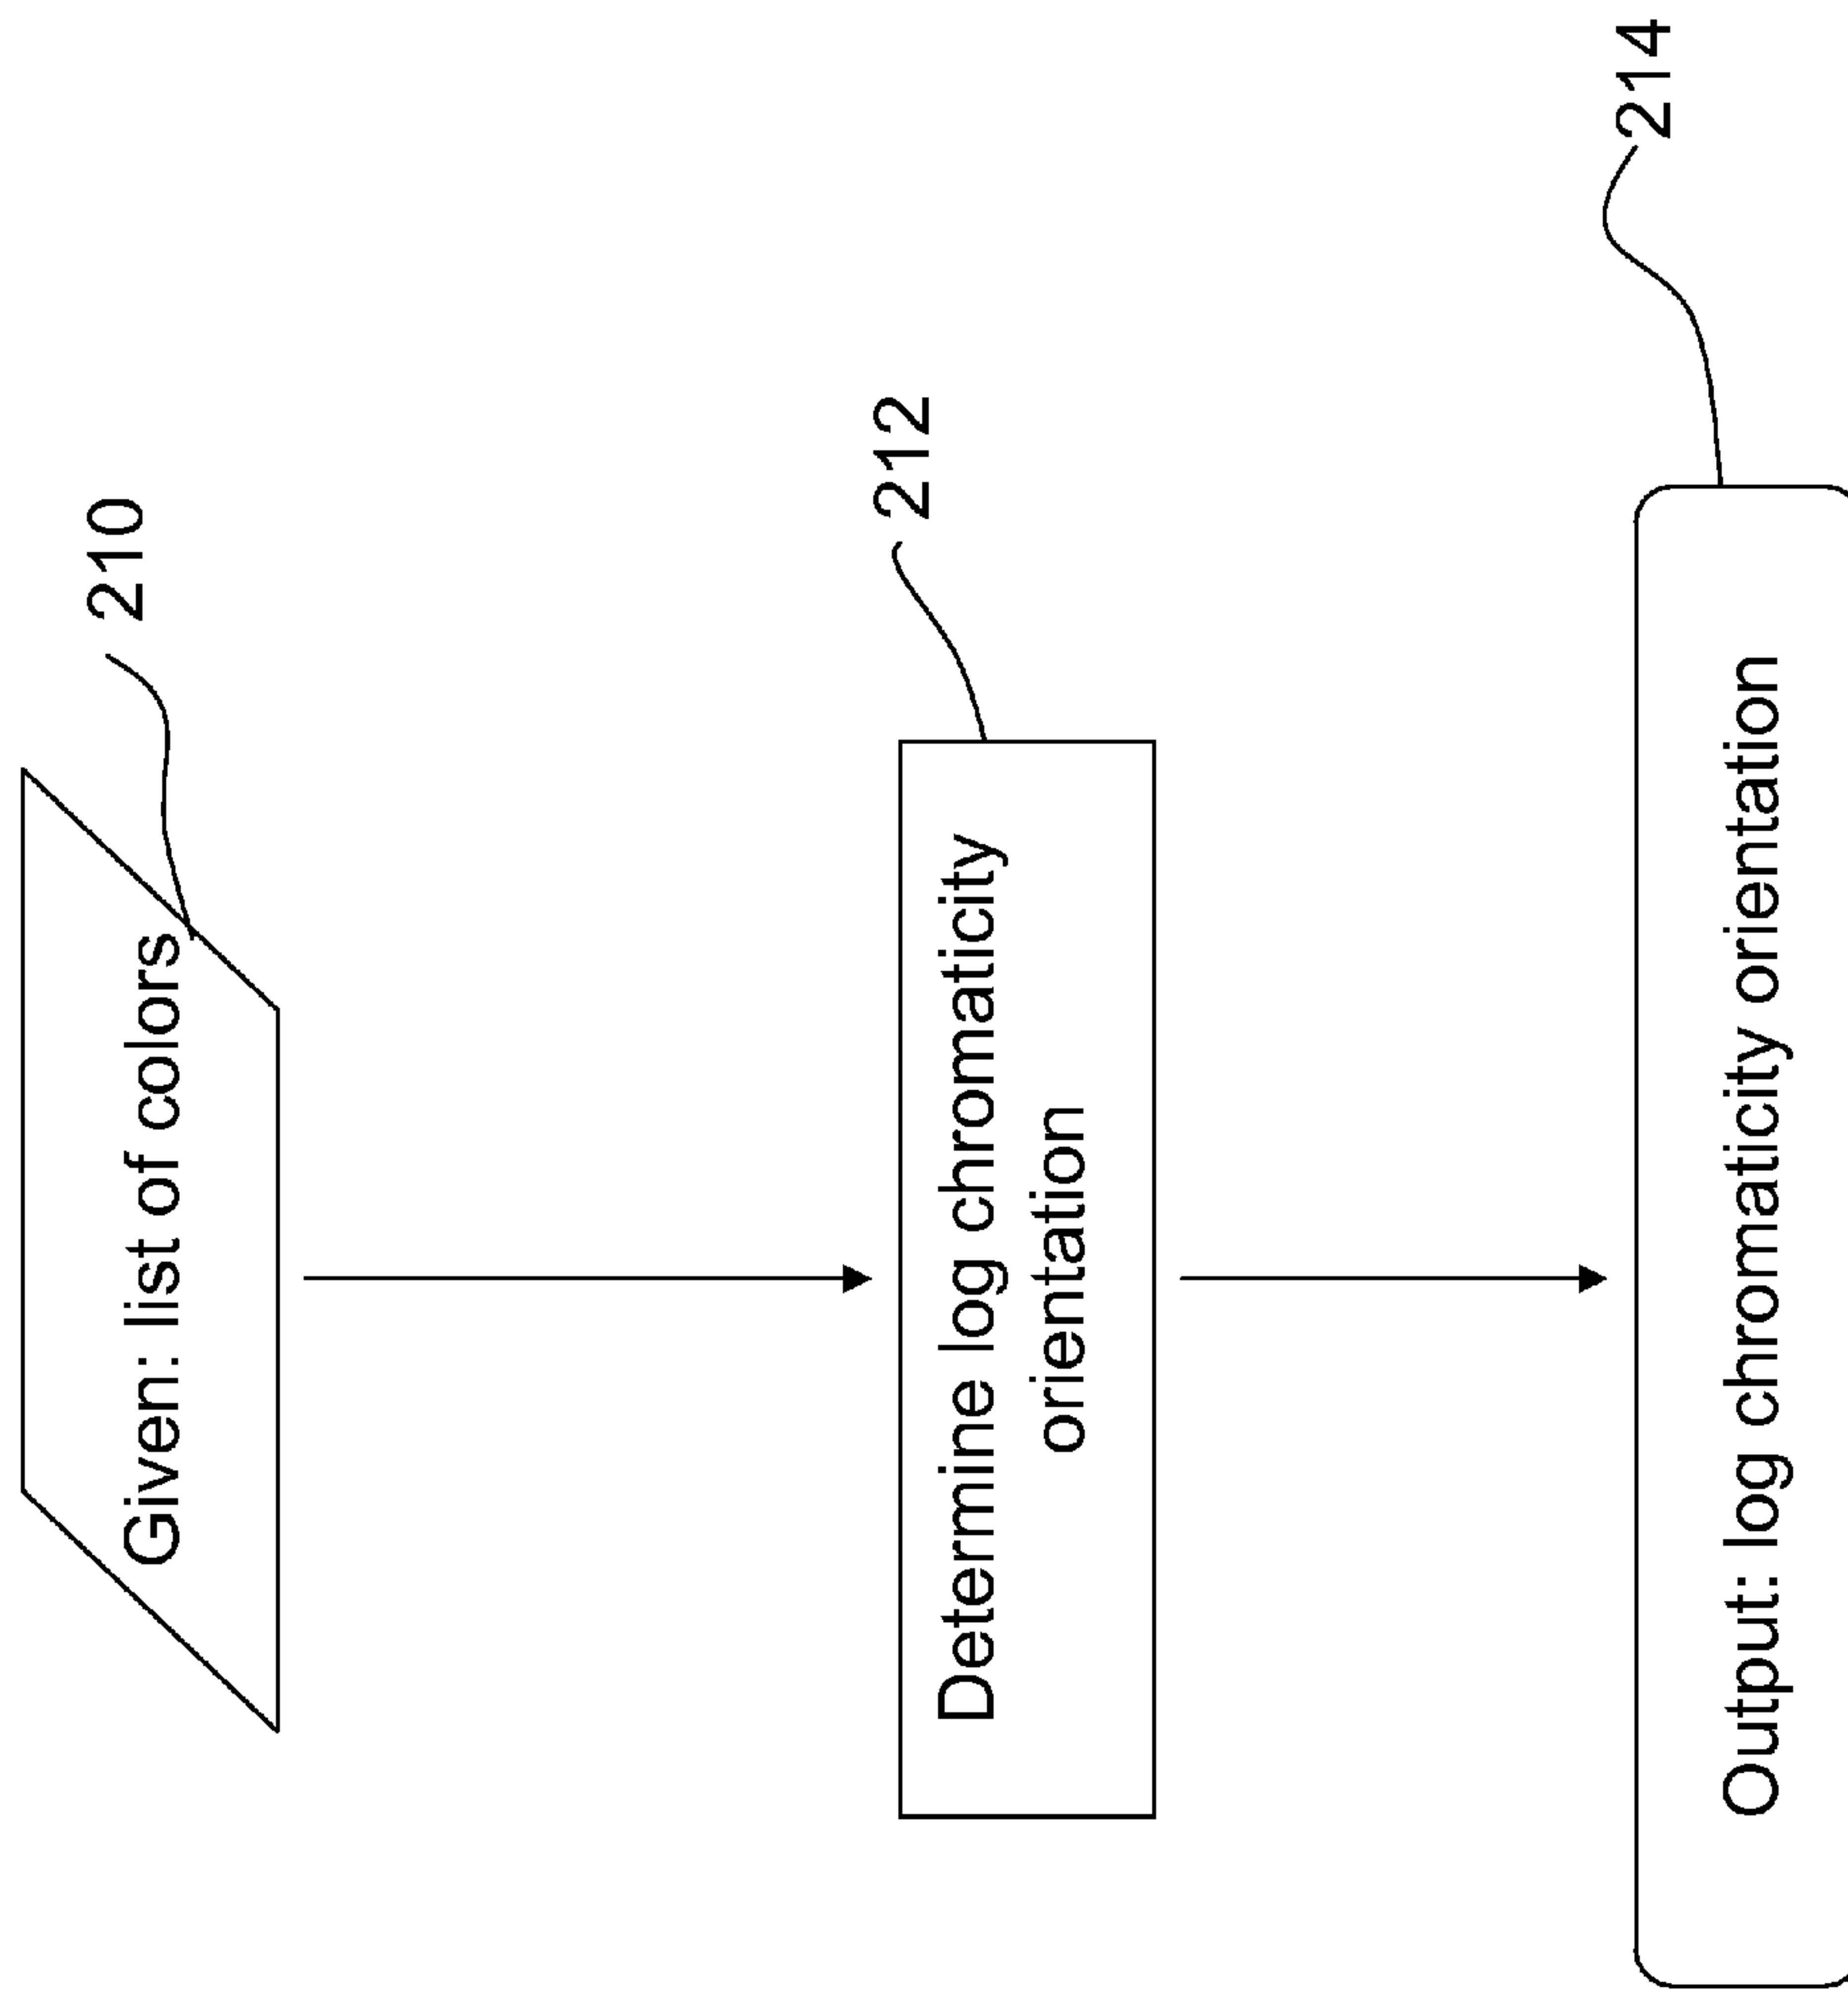 Given: list of colors
210
Determine log chromaticity
orientation
212
Output: log chromaticity orientation
214